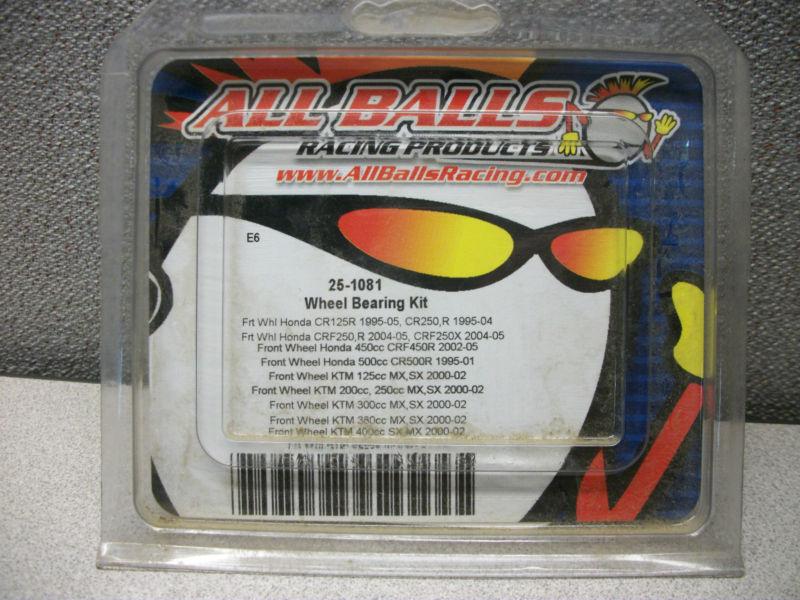 ALL BALLS
RACING PRODUCTS
www.AllBallsRacing.com
E6
25-1081
Wheel Bearing Kit
Frt Whl Honda CR125R 1995-05, CR250,R 1995-04
Frt Whl Honda CRF250,R 2004-05, CRF250X 2004-05
Front Wheel Honda 450cc CRF450R 2002-05
Front Wheel Honda 500cc CR500R 1995-01
Front Wheel KTM 125cc MX,SX 2000-02
Front Wheel KTM 200cc, 250cc MX,SX 2000-02
Front Wheel KTM 300cc MX,SX 2000-02
Front Wheel KTM 380cc MX,SX 2000-02
Front Wheel KTM 400cc SX,MX 2000-02